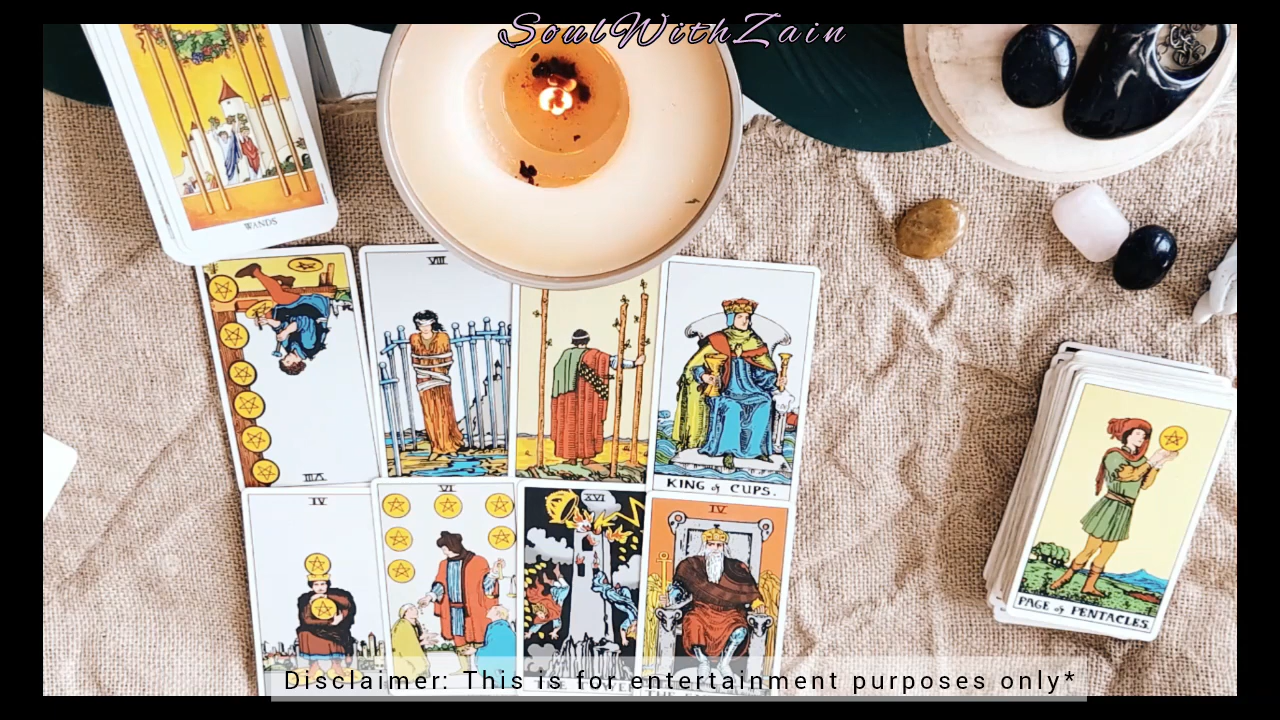 SoulWithZain
WANDS
VIII
KING of CUPS.
VIII
IV
VI
XVI
IV
PAGE of PENTACLES.
Disclaimer: This is for entertainment purposes only*